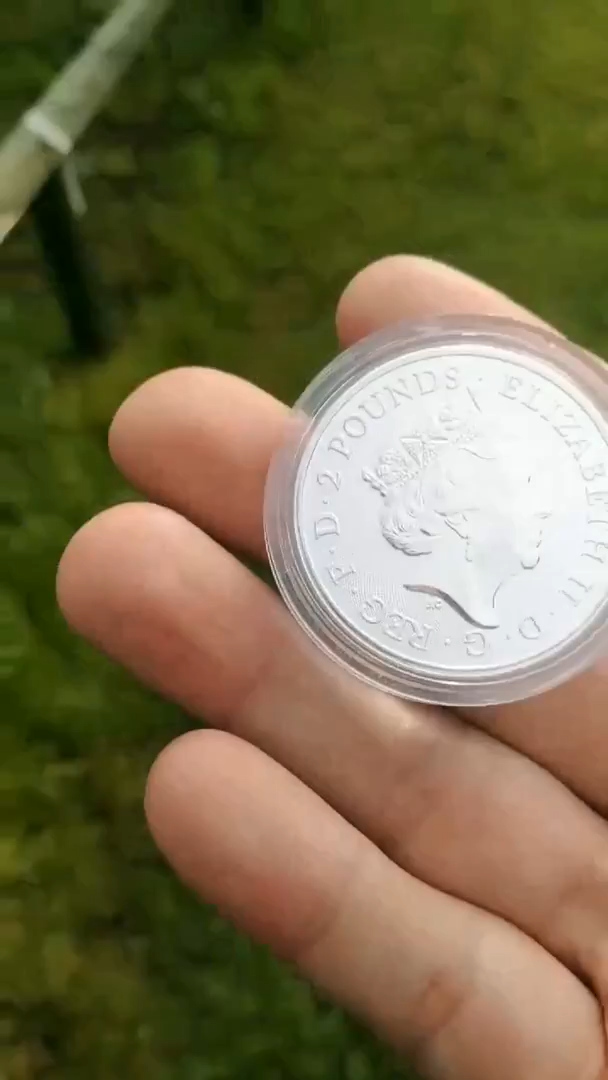 ELIZABETH II · D · G · REG · F · D · 2 POUNDS ·